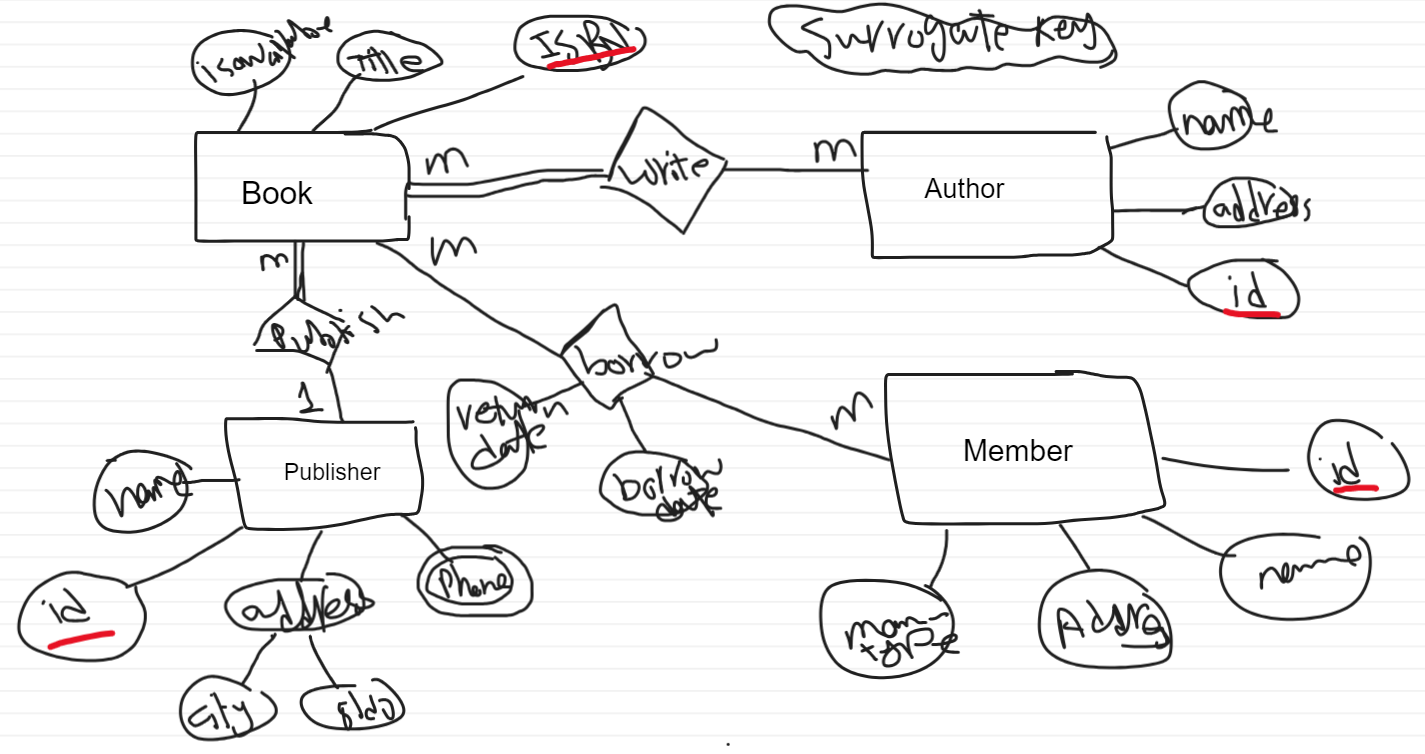 isavailable
Title
ISBN
Surrogate key
name
m
write
m
Book
Author
address
m
m
id
Publish
borrow
1
return
date
m
Member
Publisher
id
name
borrow
date
name
Phone
id
address
mem-
type
Addre
city
bldg